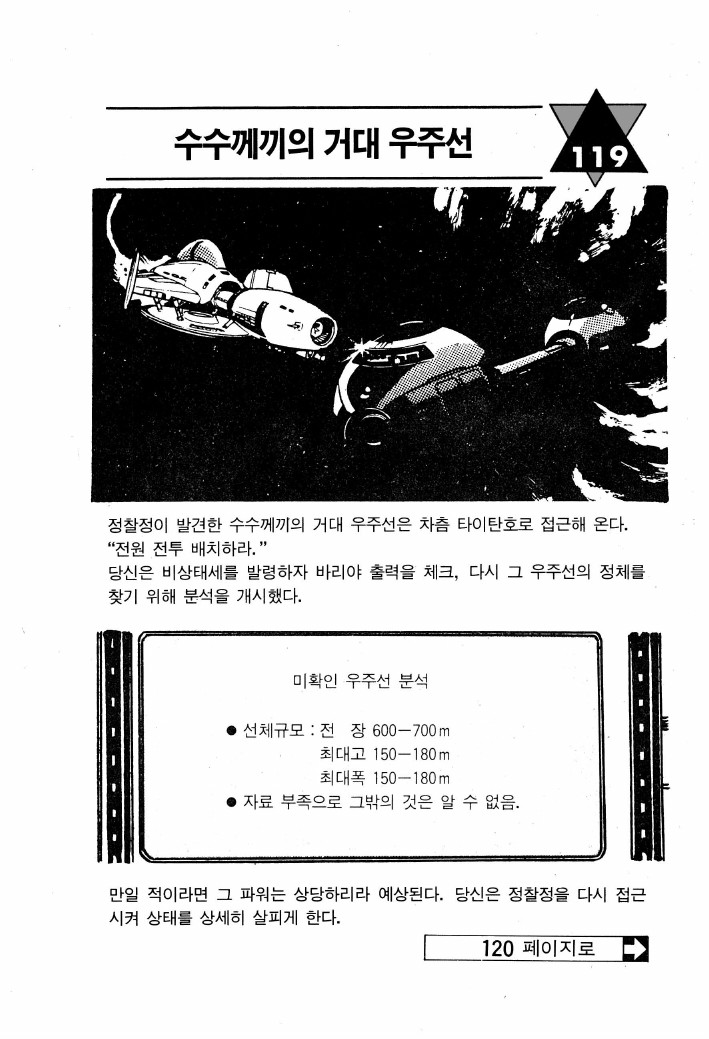 수수께끼의 거대 우주선
119
정찰정이 발견한 수수께끼의 거대 우주선은 차츰 타이탄호로 접근해 온다.
“전원 전투 배치하라.”
당신은 비상태세를 발령하자 바리야 출력을 체크, 다시 그 우주선의 정체를
찾기 위해 분석을 개시했다.
미확인 우주선 분석
● 선체규모 : 전 장 600—700m
최대고 150—180m
최대폭 150—180m
● 자료 부족으로 그밖의 것은 알 수 없음.
만일 적이라면 그 파워는 상당하리라 예상된다. 당신은 정찰정을 다시 접근
시켜 상태를 상세히 살피게 한다.
120 페이지로